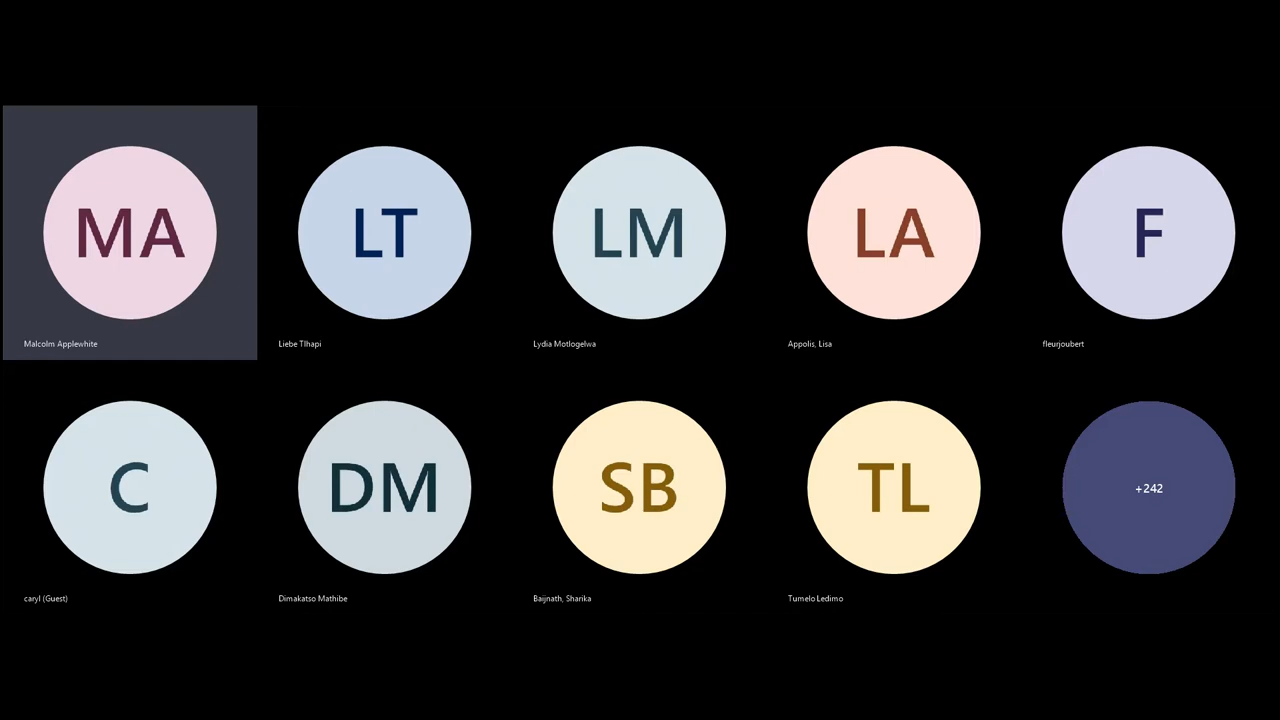 MA
LT
LM
LA
F
Malcolm Applewhite
Liebe Tlhapi
Lydia Motlogelwa
Appolis, Lisa
fleurjoubert
C
DM
SB
TL
+242
caryl (Guest)
Dimakatso Mathibe
Baijnath, Sharika
Tumelo Ledimo